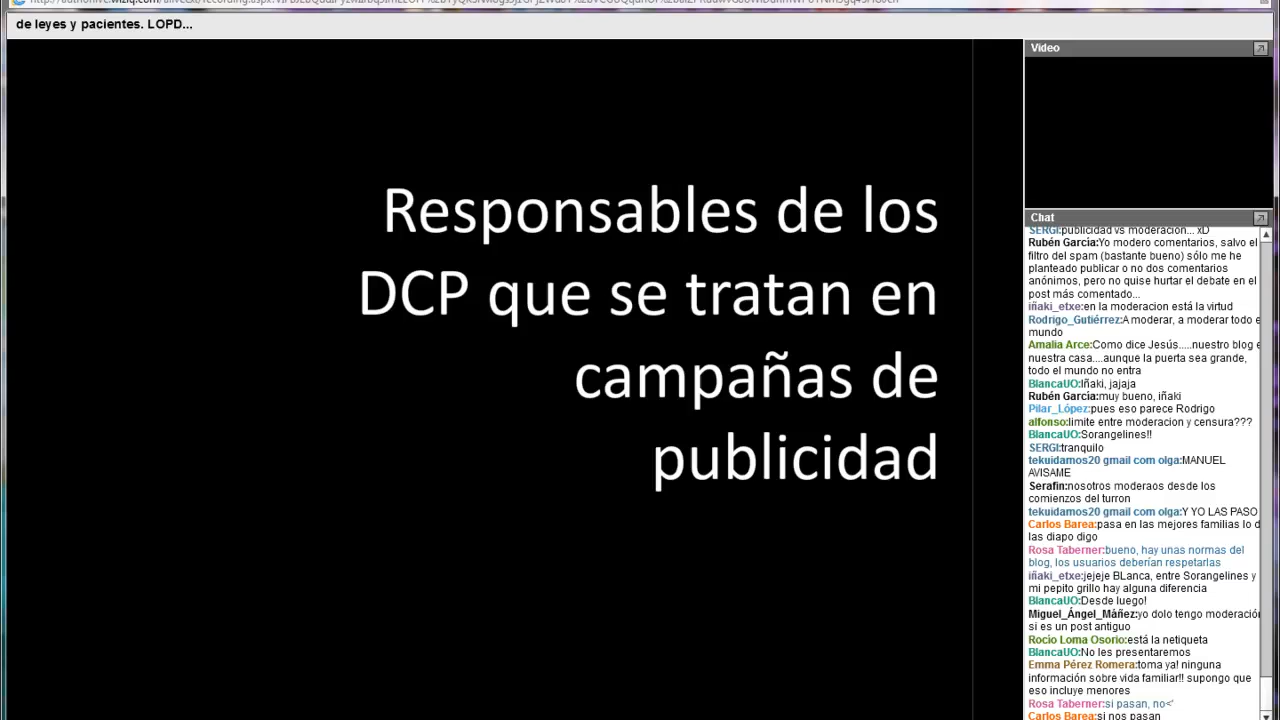 de leyes y pacientes. LOPD...
Responsables de los
DCP que se tratan en
campañas de
publicidad
Video
Chat
SERGI:publicidad vs moderación... xD
Rubén García:Yo modero comentarios, salvo el
filtro del spam (bastante bueno) sólo me he
planteado publicar o no dos comentarios
anónimos, pero no quise hurtar el debate en el
post más comentado...
iñaki_etxe:en la moderacion está la virtud
Rodrigo_Gutiérrez:A moderar, a moderar todo e
mundo
Amalia Arce:Como dice Jesús.....nuestro blog e
nuestra casa....aunque la puerta sea grande,
todo el mundo no entra
BlancaUO:Iñaki, jajaja
Rubén García:muy bueno, iñaki
Pilar_López:pues eso parece Rodrigo
alfonso:limite entre moderacion y censura???
BlancaUO:Sorangelines!!
SERGI:tranquilo
tekuidamos20 gmail com olga:MANUEL
AVISAME
Serafin:nosotros moderaos desde los
comienzos del turron
tekuidamos20 gmail com olga:Y YO LAS PASO
Carlos Barea:pasa en las mejores familias lo d
las diapo digo
Rosa Taberner:bueno, hay unas normas del
blog, los usuarios deberían respetarlas
iñaki_etxe:jejeje BLanca, entre Sorangelines y
mi pepito grillo hay alguna diferencia
BlancaUO:Desde luego!
Miguel_Ángel_Máñez:yo dolo tengo moderación
si es un post antiguo
Rocío Loma Osorio:está la netiqueta
BlancaUO:No les presentaremos
Emma Pérez Romera:toma ya! ninguna
información sobre vida familiar!! supongo que
eso incluye menores
Rosa Taberner:si pasan, no<'
Carlos Barea:si nos pasan